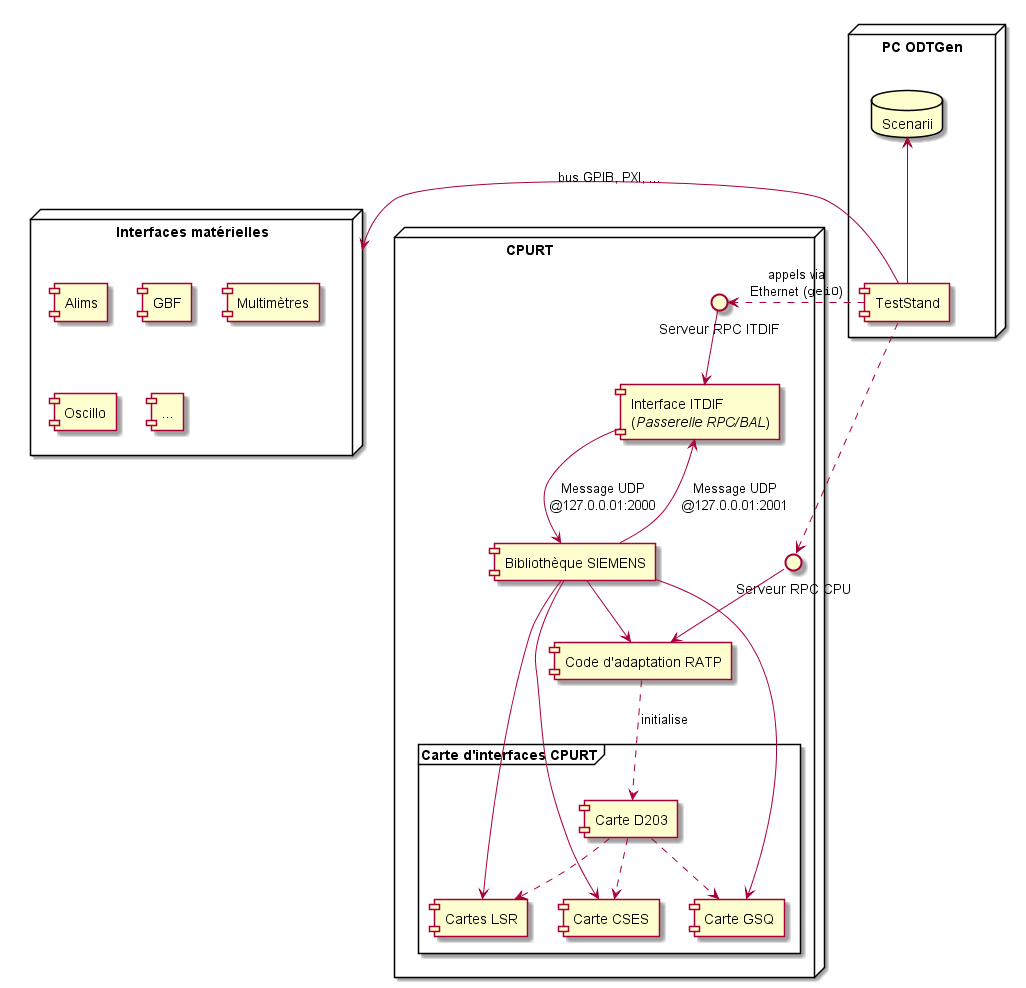 PC ODTGen
Scenarii
bus GPIB, PXI, ...
Interfaces matérielles
CPURT
Alims
GBF
Multimètres
appels via
Ethernet (geiO)
TestStand
Serveur RPC ITDIF
Oscillo
...
Interface ITDIF
(Passerelle RPC/BAL)
Message UDP
@127.0.0.01:2000
Message UDP
@127.0.0.01:2001
Bibliothèque SIEMENS
Serveur RPC CPU
Code d'adaptation RATP
initialise
Carte d'interfaces CPURT
Carte D203
Cartes LSR
Carte CSES
Carte GSQ